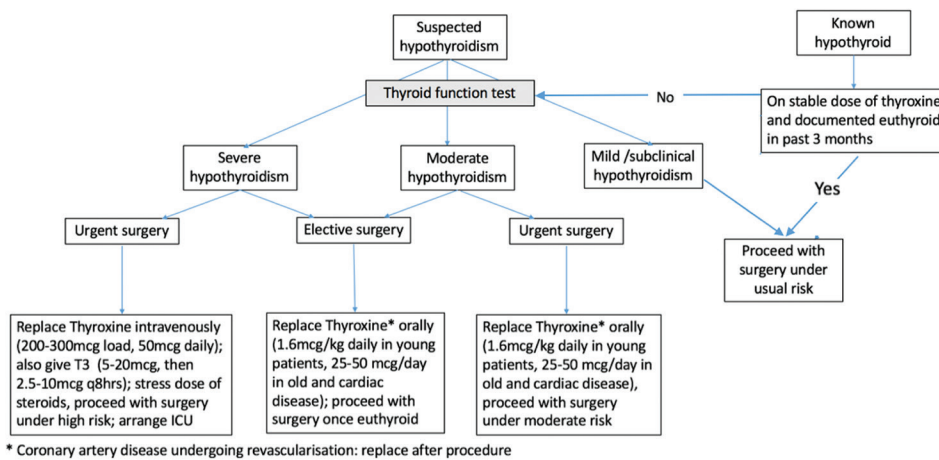 Suspected
hypothyroidism
Known
hypothyroid
Thyroid function test
No
On stable dose of thyroxine
and documented euthyroid
in past 3 months
Severe
hypothyroidism
Moderate
hypothyroidism
Mild /subclinical
hypothyroidism
Yes
Urgent surgery
Elective surgery
Urgent surgery
Proceed with
surgery under
usual risk
Replace Thyroxine intravenously
(200-300mcg load, 50mcg daily);
also give T3 (5-20mcg, then
2.5-10mcg q8hrs); stress dose of
steroids, proceed with surgery
under high risk; arrange ICU
Replace Thyroxine* orally
(1.6mcg/kg daily in young
patients, 25-50 mcg/day
in old and cardiac
disease); proceed with
surgery once euthyroid
Replace Thyroxine* orally
(1.6mcg/kg daily in young
patients, 25-50 mcg/day in
old and cardiac disease),
proceed with surgery
under moderate risk
* Coronary artery disease undergoing revascularisation: replace after procedure